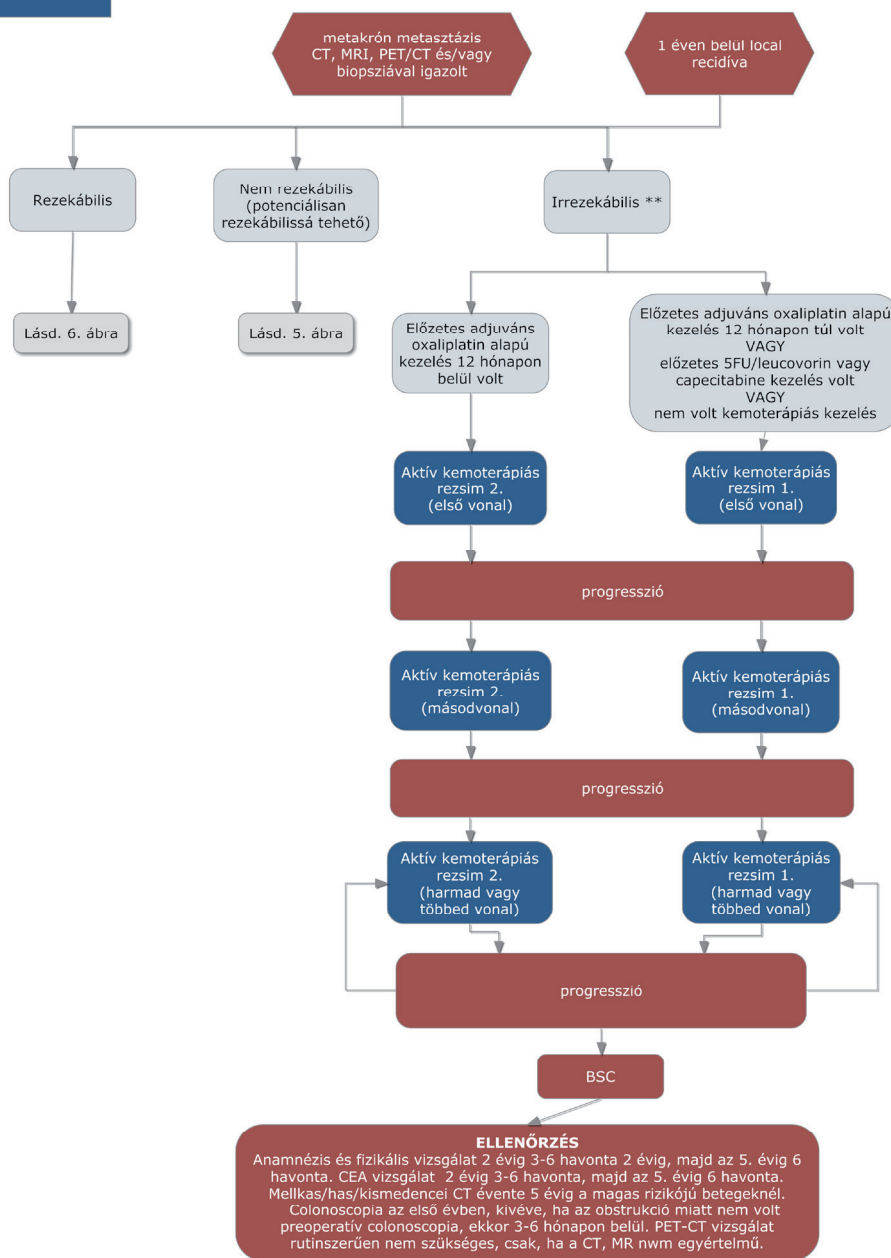 metakrón metasztázis
CT, MRI, PET/CT és/vagy
biopsziával igazolt
1 éven belül local
recidíva
Rezekábilis
Nem rezekábilis
(potenciálisan
rezekábilissá tehető)
Irrezekábilis **
Lásd. 6. ábra
Lásd. 5. ábra
Előzetes adjuváns
oxaliplatin alapú
kezelés 12 hónapon
belül volt
Előzetes adjuváns oxaliplatin alapú
kezelés 12 hónapon túl volt
VAGY
előzetes 5FU/leucovorin vagy
capecitabine kezelés volt
VAGY
nem volt kemoterápiás kezelés
Aktív kemoterápiás
rezsim 2.
(első vonal)
Aktív kemoterápiás
rezsim 1.
(első vonal)
progresszió
Aktív kemoterápiás
rezsim 2.
(másodvonal)
Aktív kemoterápiás
rezsim 1.
(másodvonal)
progresszió
Aktív kemoterápiás
rezsim 2.
(harmad vagy
többed vonal)
Aktív kemoterápiás
rezsim 1.
(harmad vagy
többed vonal)
progresszió
BSC
ELLENŐRZÉS
Anamnézis és fizikális vizsgálat 2 évig 3-6 havonta 2 évig, majd az 5. évig 6
havonta. CEA vizsgálat 2 évig 3-6 havonta, majd az 5. évig 6 havonta.
Mellkas/has/kismedencei CT évente 5 évig a magas rizikójú betegeknél.
Colonoscopia az első évben, kivéve, ha az obstrukció miatt nem volt
preoperatív colonoscopia, ekkor 3-6 hónapon belül. PET-CT vizsgálat
rutinszerűen nem szükséges, csak, ha a CT, MR nwm egyértelmű.